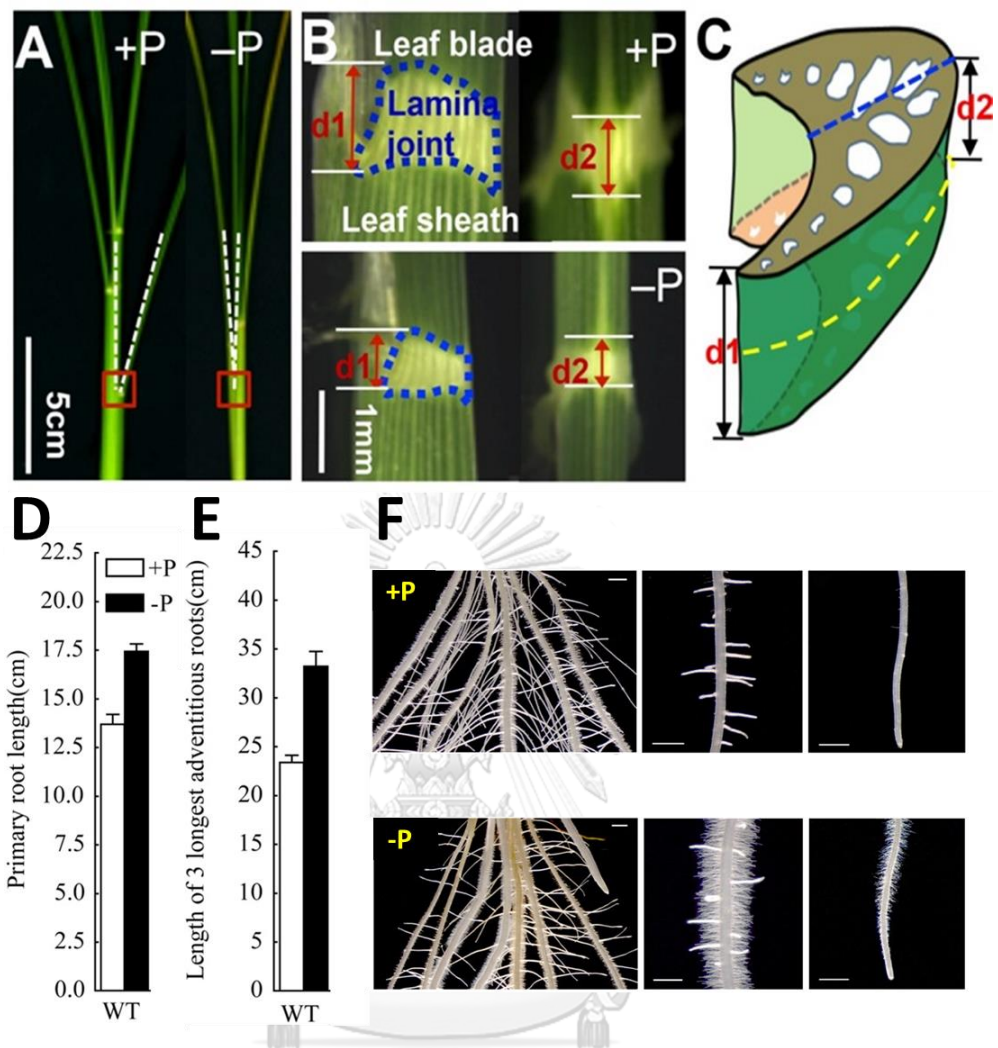 A
+P
–P
5cm
B
Leaf blade
d1
Lamina
joint
Leaf sheath
+P
d2
–P
d1
1mm
d2
C
d2
d1
D
Primary root length(cm)
22.5
20.0
17.5
15.0
12.5
10.0
7.5
5.0
2.5
0.0
+P
-P
WT
E
Length of 3 longest adventitious roots(cm)
45
40
35
30
25
20
15
10
5
0
WT
F
+P
-P